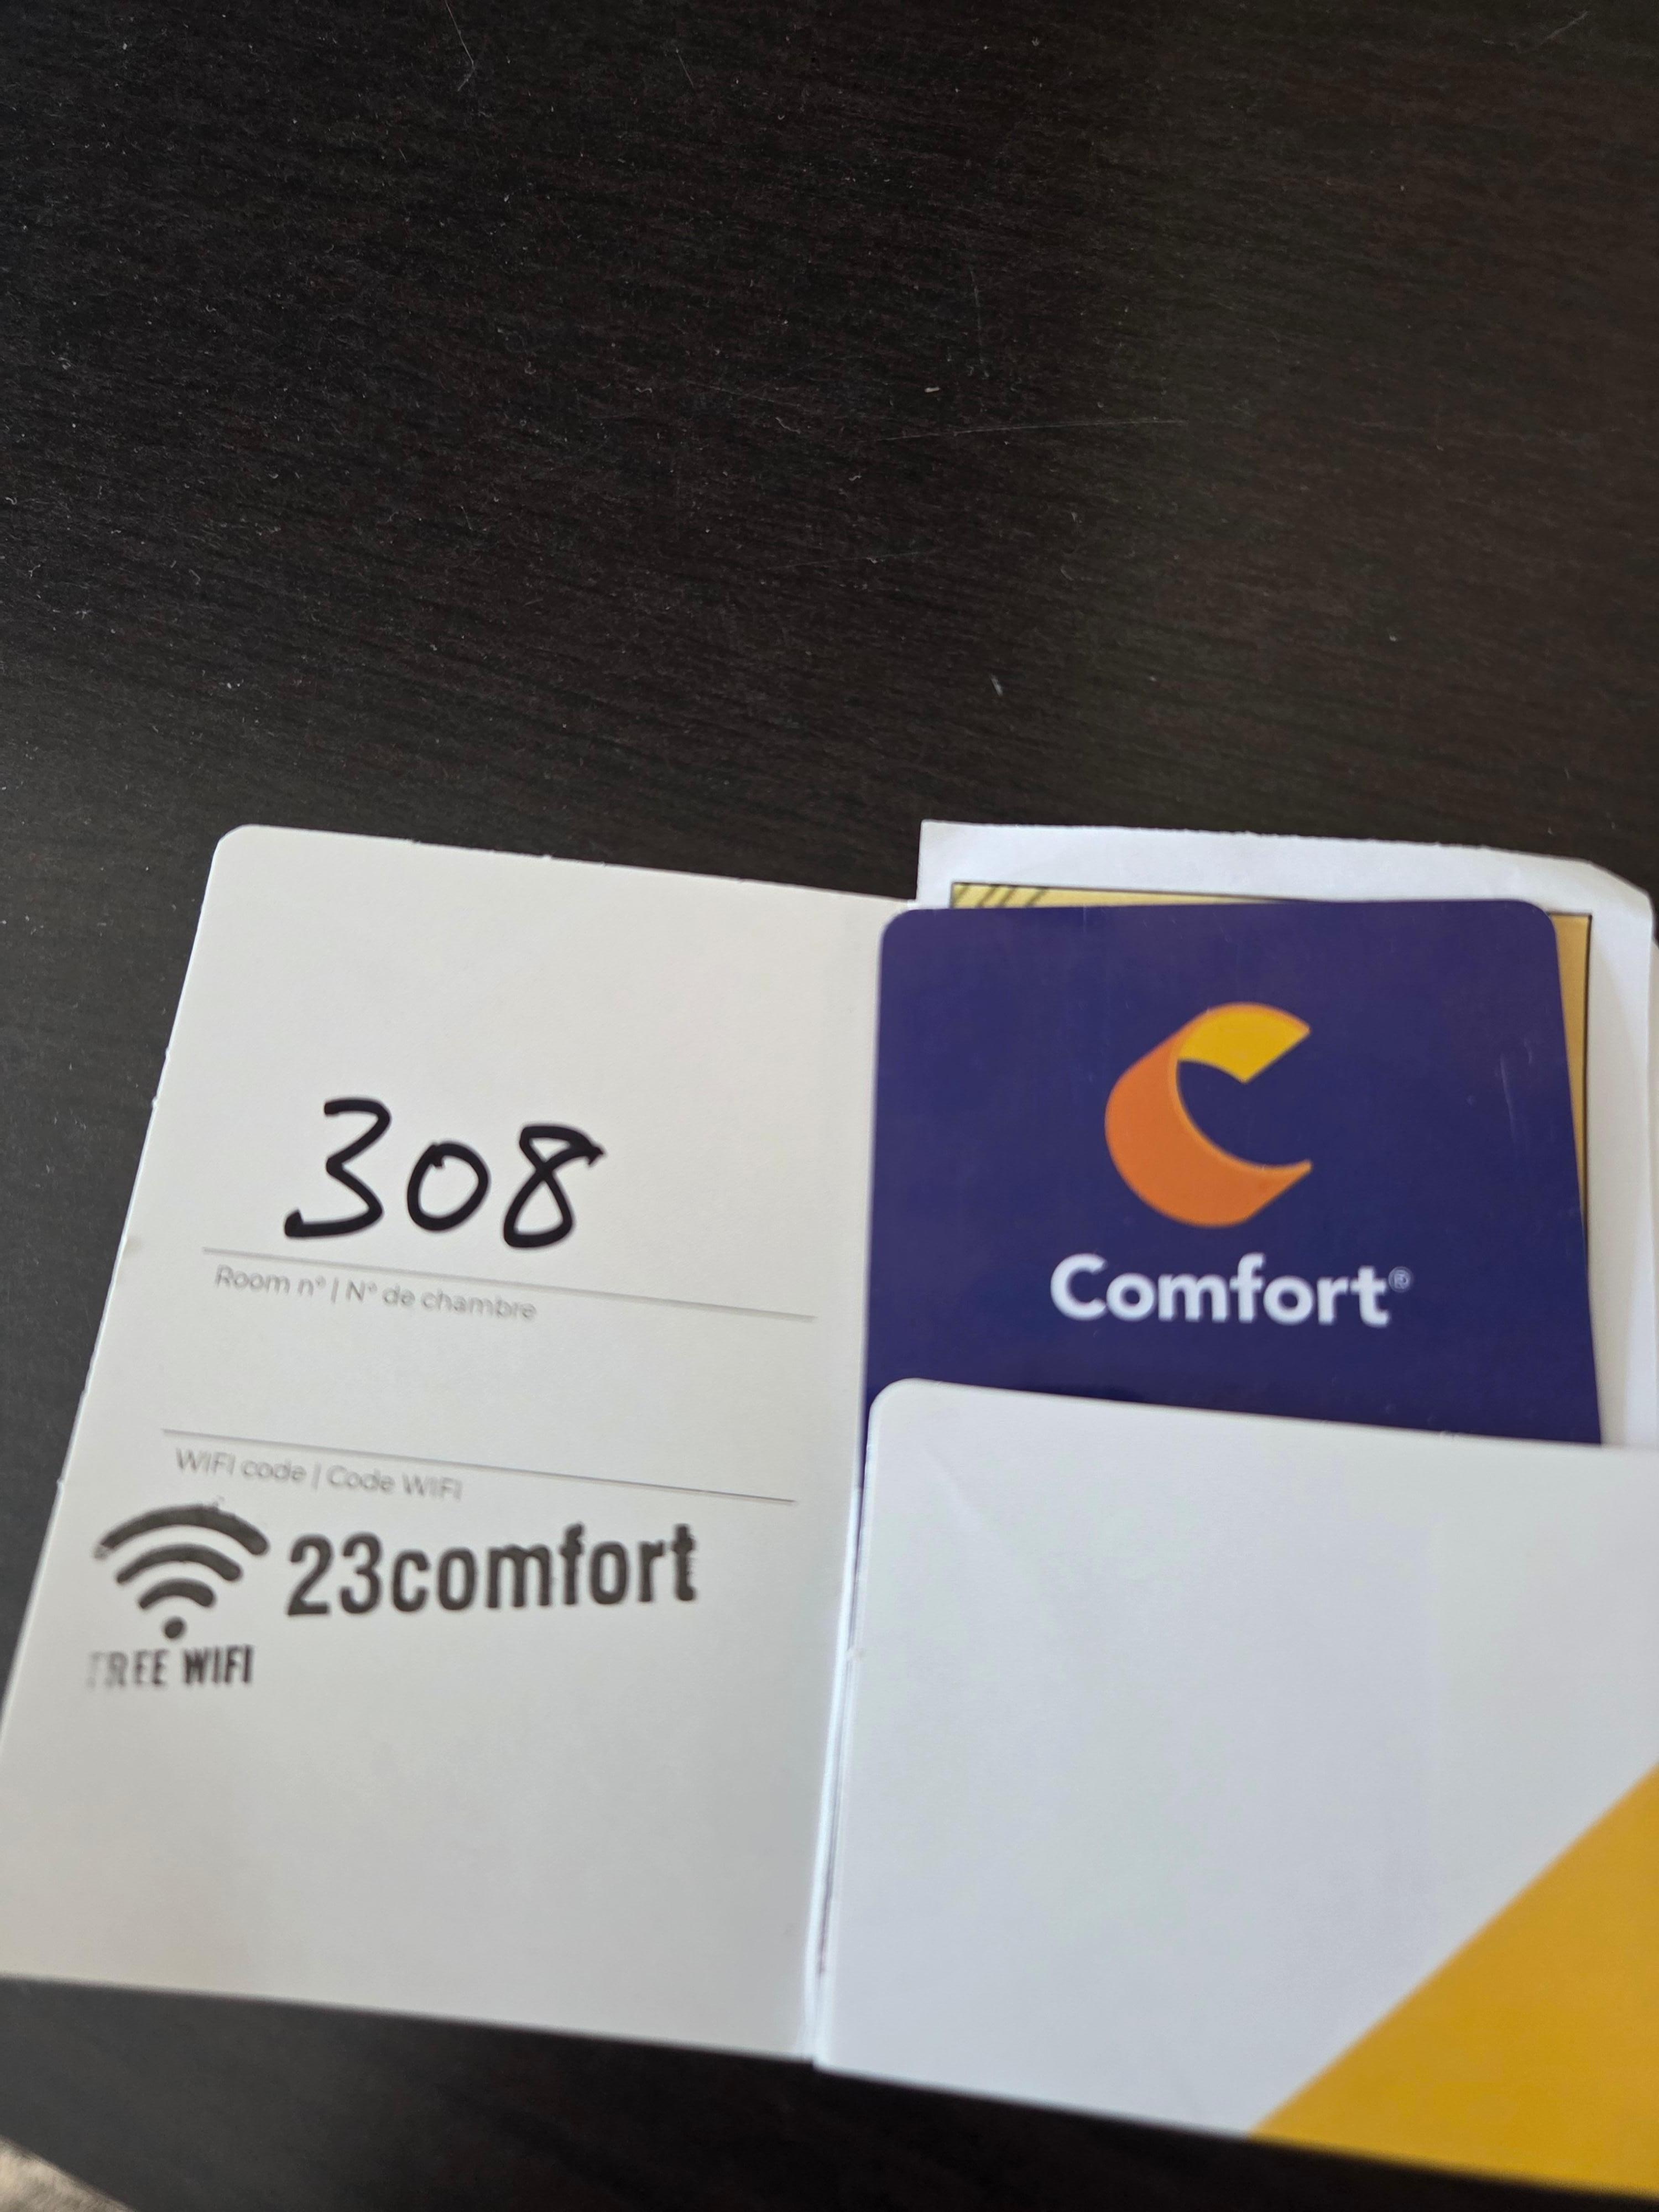 308
Room n° | N° de chambre
WIFI code | Code WIFI
23comfort
FREE WIFI
Comfort®